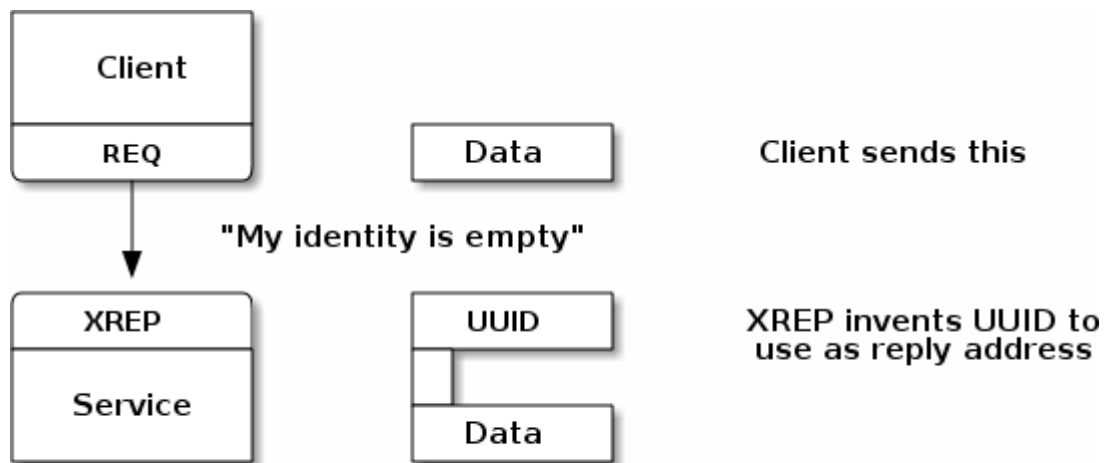 Client
REQ
Data
Client sends this
"My identity is empty"
XREP
UUID
XREP invents UUID to
use as reply address
Service
Data